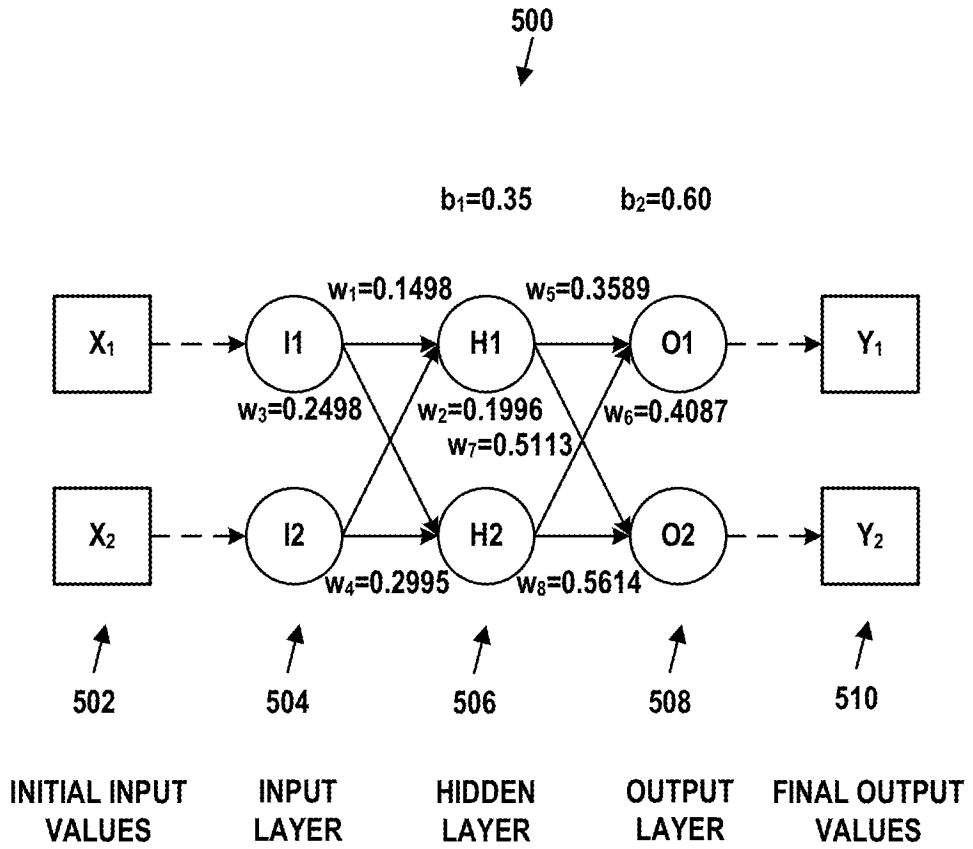 500
b₁=0.35 b₂=0.60
w₁=0.1498 w₅=0.3589
X₁ I1 H1 O1 Y₁
w₃=0.2498 w₂=0.1996 w₆=0.4087
w₇=0.5113
X₂ I2 H2 O2 Y₂
w₄=0.2995 w₈=0.5614
502 504 506 508 510
INITIAL INPUT INPUT HIDDEN OUTPUT FINAL OUTPUT
VALUES LAYER LAYER LAYER VALUES